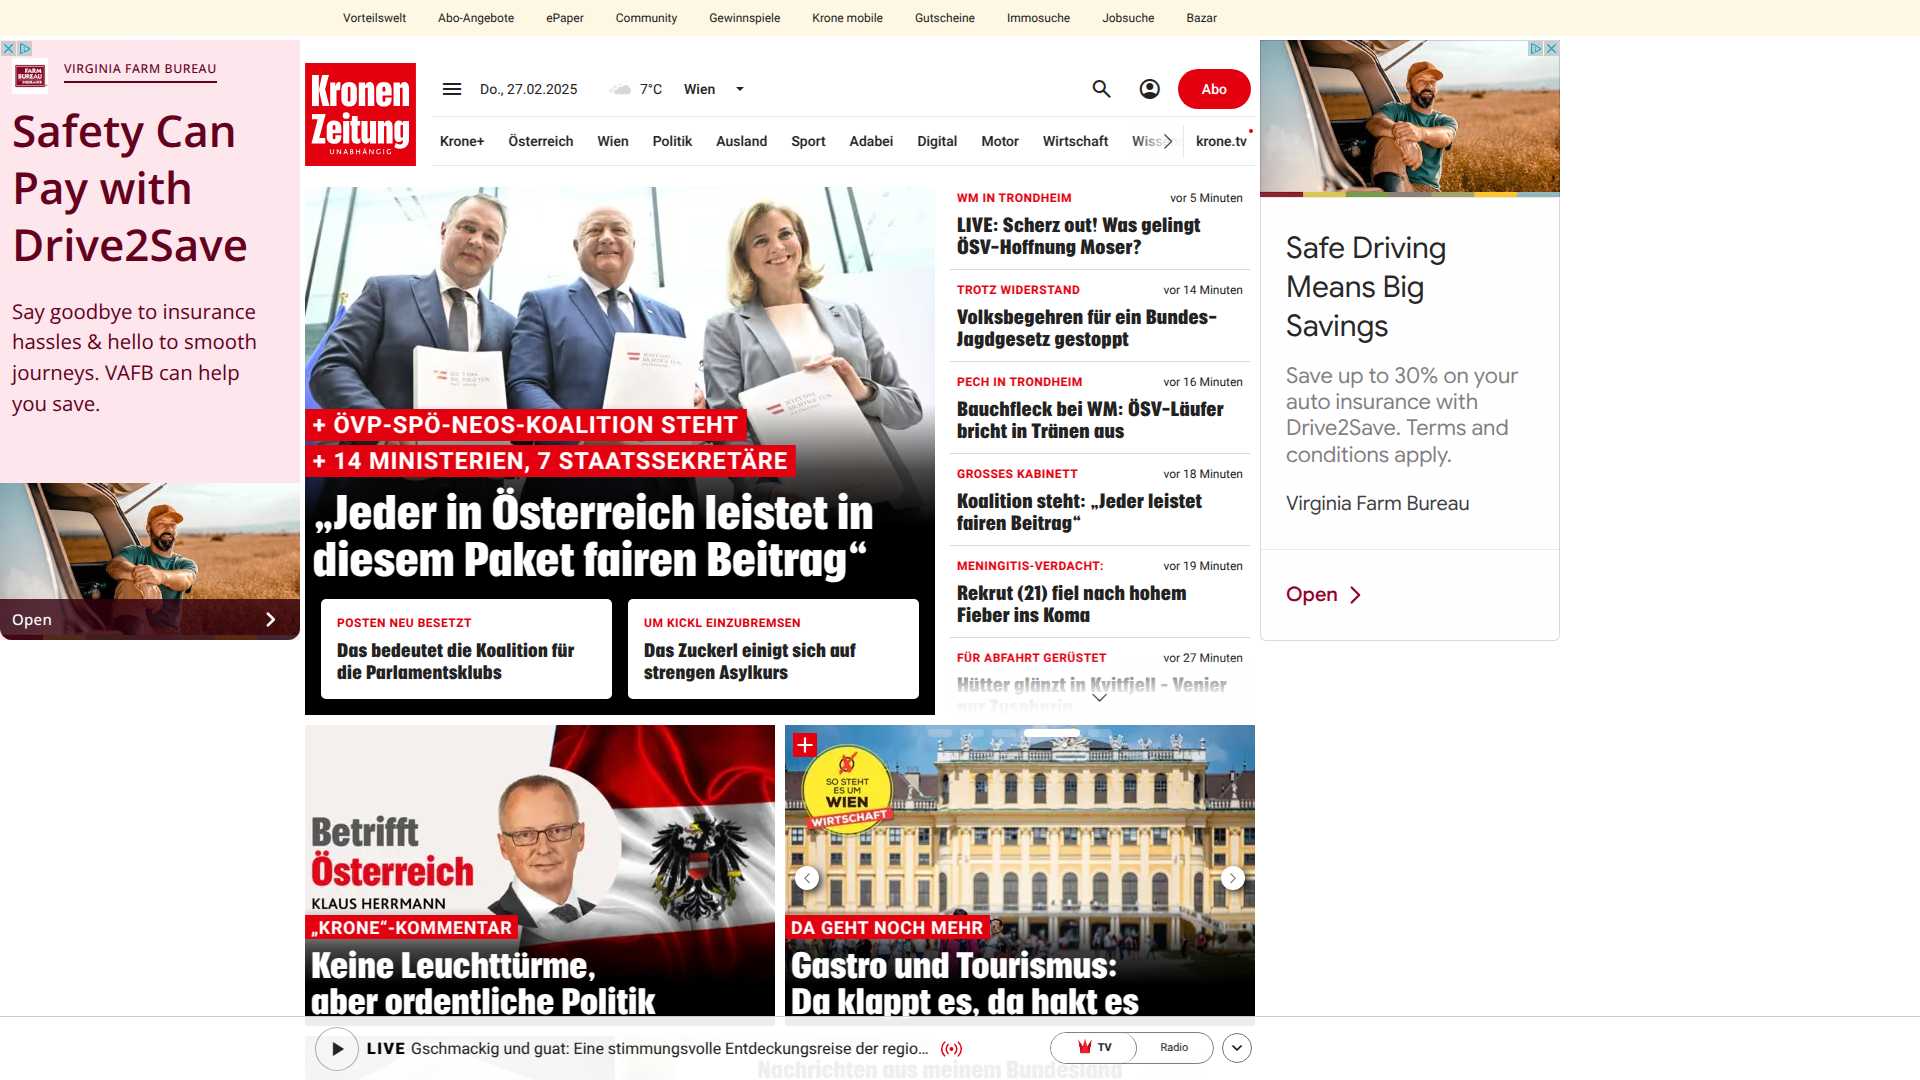 Vorteilswelt
Abo-Angebote
ePaper
Community
Gewinnspiele
Krone mobile
Gutscheine
Immosuche
Jobsuche
Bazar
VIRGINIA FARM BUREAU
Safety Can
Pay with
Drive2Save
Say goodbye to insurance
hassles & hello to smooth
journeys. VAFB can help
you save.
Open
Kronen
Zeitung
UNABHÄNGIG
Do., 27.02.2025
7°C
Wien
Abo
Krone+
Österreich
Wien
Politik
Ausland
Sport
Adabei
Digital
Motor
Wirtschaft
Wiss
krone.tv
+ ÖVP-SPÖ-NEOS-KOALITION STEHT
+ 14 MINISTERIEN, 7 STAATSSEKRETÄRE
„Jeder in Österreich leistet in
diesem Paket fairen Beitrag“
POSTEN NEU BESETZT
Das bedeutet die Koalition für
die Parlamentsklubs
UM KICKL EINZUBREMSEN
Das Zuckerl einigt sich auf
strengen Asylkurs
WM IN TRONDHEIM
vor 5 Minuten
LIVE: Scherz out! Was gelingt
ÖSV-Hoffnung Moser?
TROTZ WIDERSTAND
vor 14 Minuten
Volksbegehren für ein Bundes-
Jagdgesetz gestoppt
PECH IN TRONDHEIM
vor 16 Minuten
Bauchfleck bei WM: ÖSV-Läufer
bricht in Tränen aus
GROSSES KABINETT
vor 18 Minuten
Koalition steht: „Jeder leistet
fairen Beitrag“
MENINGITIS-VERDACHT:
vor 19 Minuten
Rekrut (21) fiel nach hohem
Fieber ins Koma
FÜR ABFAHRT GERÜSTET
vor 27 Minuten
Hütter glänzt in Kvitfjell – Venier
nur Zuseherin
Safe Driving
Means Big
Savings
Save up to 30% on your
auto insurance with
Drive2Save. Terms and
conditions apply.
Virginia Farm Bureau
Open
Betrifft
Österreich
KLAUS HERRMANN
„KRONE“-KOMMENTAR
Keine Leuchttürme,
aber ordentliche Politik
SO STEHT
ES UM
WIEN
WIRTSCHAFT
DA GEHT NOCH MEHR
Gastro und Tourismus:
Da klappt es, da hakt es
LIVE Gschmackig und guat: Eine stimmungsvolle Entdeckungsreise der regio...
TV
Radio
Nachrichten aus meinem Bundesland